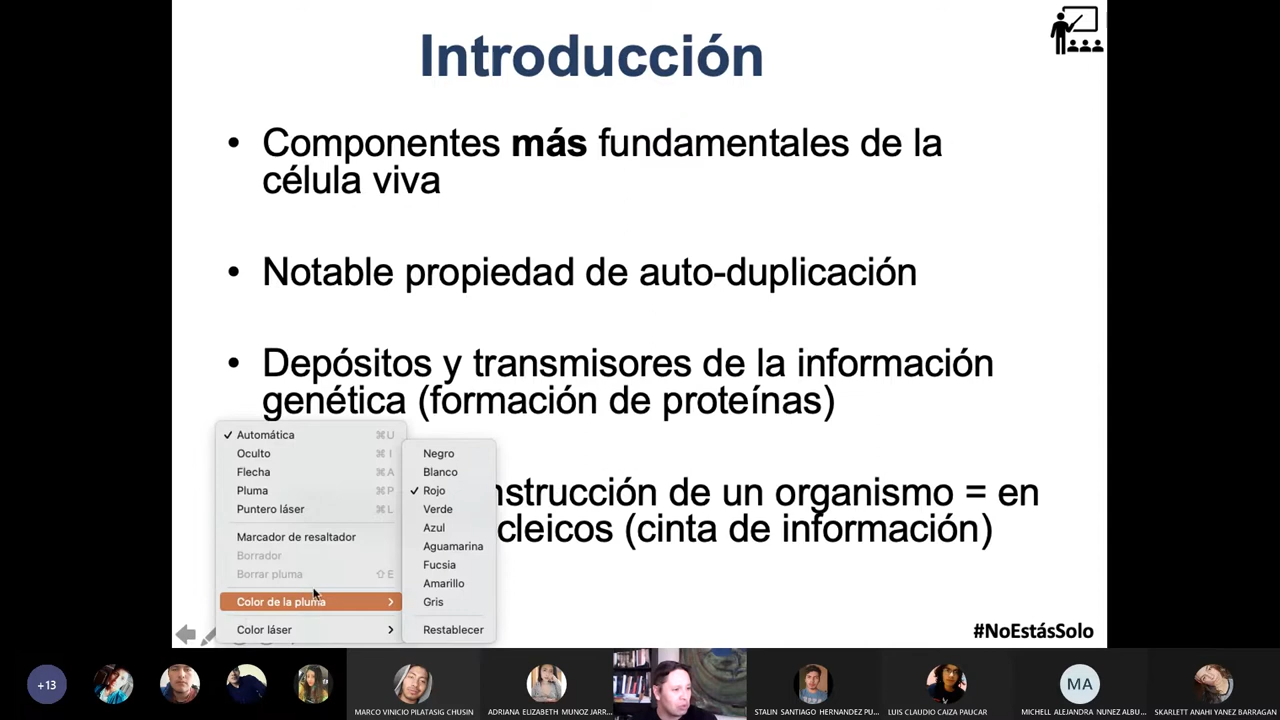 Introducción
• Componentes más fundamentales de la
célula viva
• Notable propiedad de auto-duplicación
• Depósitos y transmisores de la información
genética (formación de proteínas)
nstrucción de un organismo = en
cleicos (cinta de información)
✓ Automática ⌘U
Oculto ⌘I
Flecha ⌘A
Pluma ⌘P
Puntero láser ⌘L
Marcador de resaltador
Borrador
Borrar pluma ⇧E
Color de la pluma >
Color láser >
Negro
Blanco
✓ Rojo
Verde
Azul
Aguamarina
Fucsia
Amarillo
Gris
Restablecer
#NoEstásSolo
+13
MARCO VINICIO PILATASIG CHUSIN
ADRIANA ELIZABETH MUNOZ JARR...
STALIN SANTIAGO HERNANDEZ PU...
LUIS CLAUDIO CAIZA PAUCAR
MA
MICHELL ALEJANDRA NUNEZ ALBU...
SKARLETT ANAHI YANEZ BARRAGAN